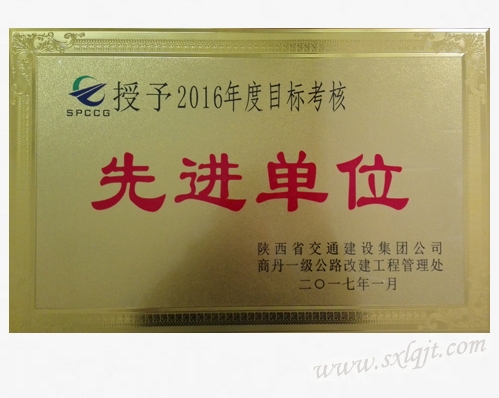 授予2016年度目标考核
SPCCG
先进单位
陕西省交通建设集团公司
商丹一级公路改建工程管理处
二〇一七年一月
www.sxlqjt.com